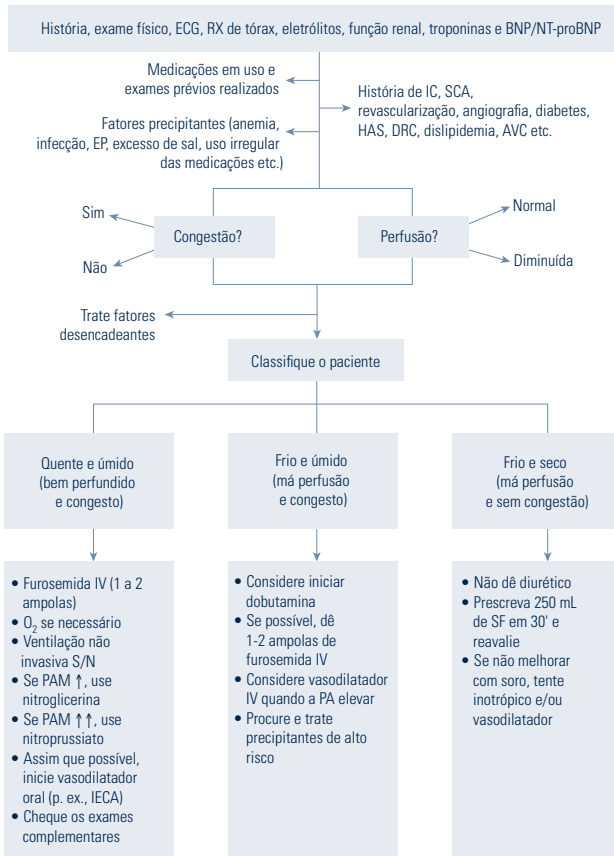 História, exame físico, ECG, RX de tórax, eletrólitos, função renal, troponinas e BNP/NT-proBNP
Medicações em uso e
exames prévios realizados
História de IC, SCA,
revascularização, angiografia, diabetes,
HAS, DRC, dislipidemia, AVC etc.
Fatores precipitantes (anemia,
infecção, EP, excesso de sal, uso irregular
das medicações etc.)
Sim
Não
Congestão?
Perfusão?
Normal
Diminuída
Trate fatores
desencadeantes
Classifique o paciente
Quente e úmido
(bem perfundido
e congesto)
Frio e úmido
(má perfusão
e congesto)
Frio e seco
(má perfusão
e sem congestão)
• Furosemida IV (1 a 2
ampolas)
• O₂ se necessário
• Ventilação não
invasiva S/N
• Se PAM ↑, use
nitroglicerina
• Se PAM ↑↑, use
nitroprussiato
• Assim que possível,
inicie vasodilatador
oral (p. ex., IECA)
• Cheque os exames
complementares
• Considere iniciar
dobutamina
• Se possível, dê
1-2 ampolas de
furosemida IV
• Considere vasodilatador
IV quando a PA elevar
• Procure e trate
precipitantes de alto
risco
• Não dê diurético
• Prescreva 250 mL
de SF em 30' e
reavalie
• Se não melhorar
com soro, tente
inotrópico e/ou
vasodilatador